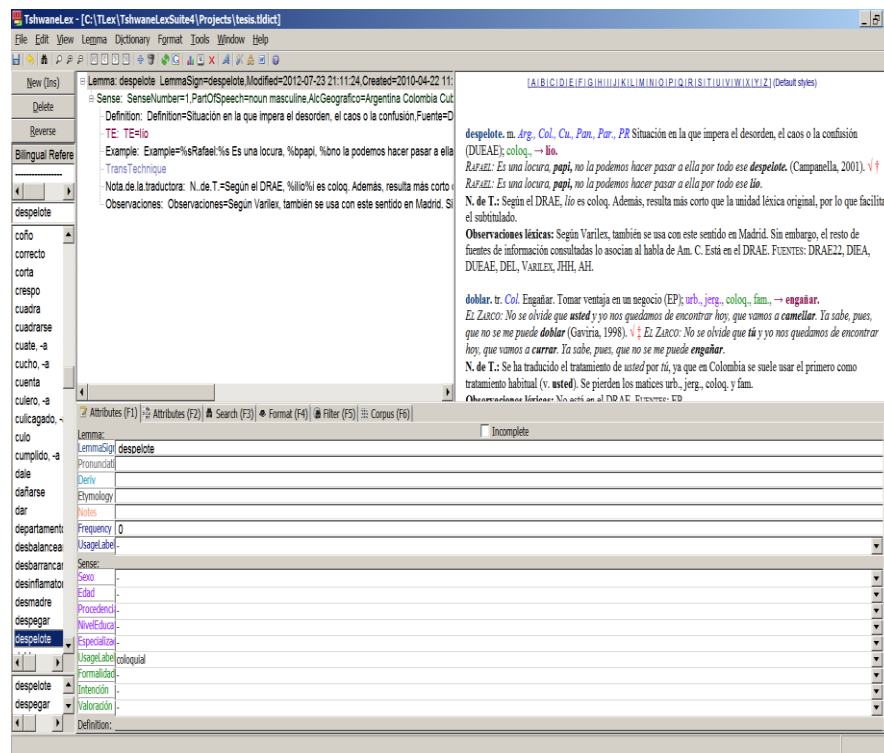 TshwaneLex - [C:\TLex\TshwaneLexSuite4\Projects\tesis.tldict]
File Edit View Lemma Dictionary Format Tools Window Help
New (Ins)
Delete
Reverse
Bilingual Refere
----------------
despelote
coño
correcto
corta
crespo
cuadra
cuadrarse
cuate, -a
cucho, -a
cuenta
culero, -a
culicagado, -
culo
cumplido, -a
dale
dañarse
dar
departamento
desbalancea
desbarrancar
desinflamato
desmadre
despegar
despelote
despelote
despegar
Lemma: despelote LemmaSign=despelote,Modified=2012-07-23 21:11:24,Created=2010-04-22 11:
Sense: SenseNumber=1,PartOfSpeech=noun masculine,AlcGeografico=Argentina Colombia Cub
Definition: Definition=Situación en la que impera el desorden, el caos o la confusión,Fuente=D
TE: TE=lio
Example: Example=%sRafael:%s Es una locura, %bpapi, %bno la podemos hacer pasar a ella
TransTechnique
Nota.de.la.traductora: N..de.T.=Según el DRAE, %ilío%i es coloq. Además, resulta más corto
Observaciones: Observaciones=Según Varilex, también se usa con este sentido en Madrid. Si
|A|B|C|D|E|F|G|H|I|J|K|L|M|N|O|P|Q|R|S|T|U|V|W|X|Y|Z| (Default styles)
despelote. m. Arg., Col., Cu., Pan., Par., PR Situación en la que impera el desorden, el caos o la confusión
(DUEAE); coloq., → lío.
RAFAEL: Es una locura, papi, no la podemos hacer pasar a ella por todo ese despelote. (Campanella, 2001). √ †
RAFAEL: Es una locura, papi, no la podemos hacer pasar a ella por todo ese lío.
N. de T.: Según el DRAE, lío es coloq. Además, resulta más corto que la unidad léxica original, por lo que facilita
el subtitulado.
Observaciones léxicas: Según Varilex, también se usa con este sentido en Madrid. Sin embargo, el resto de
fuentes de información consultadas lo asocian al habla de Am. C. Está en el DRAE. FUENTES: DRAE22, DIEA,
DUEAE, DEL, VARILEX, JHH, AH.
doblar. tr. Col. Engañar. Tomar ventaja en un negocio (EP); urb., jerg., coloq., fam., → engañar.
EL ZARCO: No se olvide que usted y yo nos quedamos de encontrar hoy, que vamos a camellar. Ya sabe, pues,
que no se me puede doblar (Gaviria, 1998). √ ‡ EL ZARCO: No se olvide que tú y yo nos quedamos de encontrar
hoy, que vamos a currar. Ya sabe, pues, que no se me puede engañar.
N. de T.: Se ha traducido el tratamiento de usted por tú, ya que en Colombia se suele usar el primero como
tratamiento habitual (v. usted). Se pierden los matices urb., jerg., coloq. y fam.
Observaciones léxicas: No está en el DRAE. FUENTES: EP.
Attributes (F1) Attributes (F2) Search (F3) Format (F4) Filter (F5) Corpus (F6)
Lemma:
Incomplete
LemmaSign despelote
Pronunciati
Deriv
Etymology
Notes
Frequency 0
UsageLabel -
Sense:
Sexo -
Edad -
Procedenci -
NivelEduca -
Especializa -
UsageLabel coloquial
Formalidad -
Intención -
Valoración -
Definition: